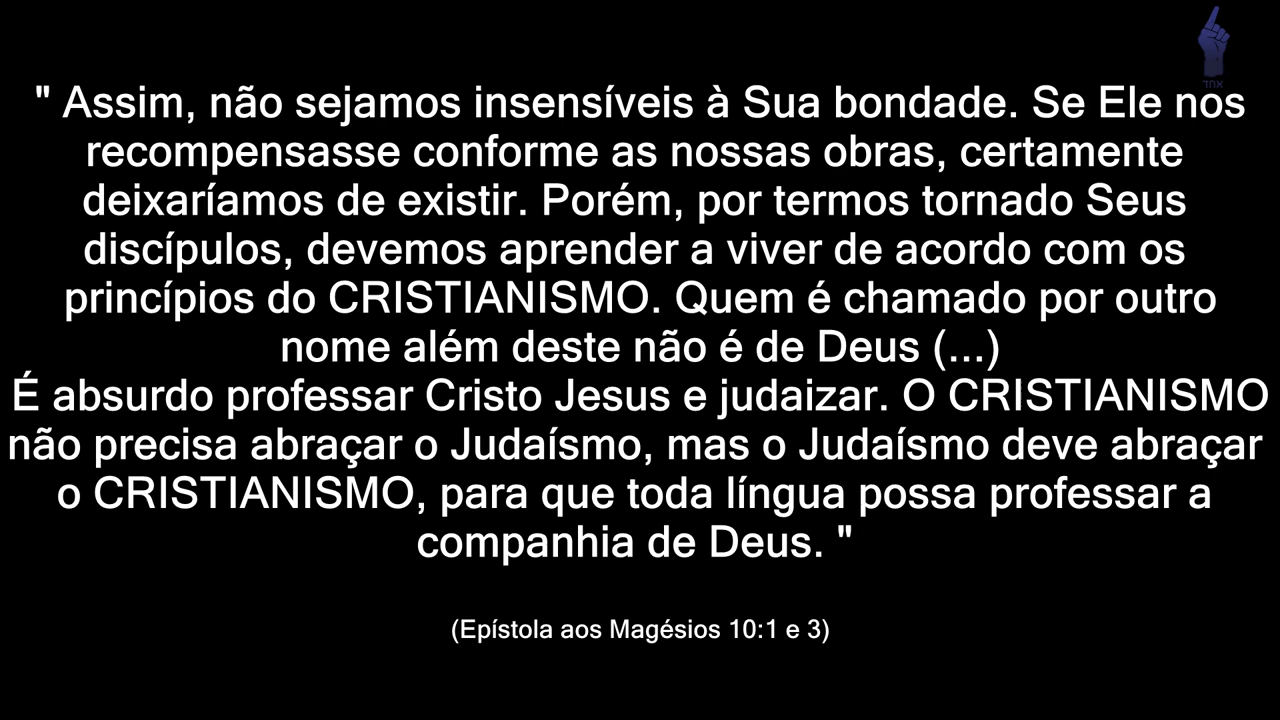 אחד
" Assim, não sejamos insensíveis à Sua bondade. Se Ele nos
recompensasse conforme as nossas obras, certamente
deixaríamos de existir. Porém, por termos tornado Seus
discípulos, devemos aprender a viver de acordo com os
princípios do CRISTIANISMO. Quem é chamado por outro
nome além deste não é de Deus (...)
É absurdo professar Cristo Jesus e judaizar. O CRISTIANISMO
não precisa abraçar o Judaísmo, mas o Judaísmo deve abraçar
o CRISTIANISMO, para que toda língua possa professar a
companhia de Deus. "
(Epístola aos Magésios 10:1 e 3)